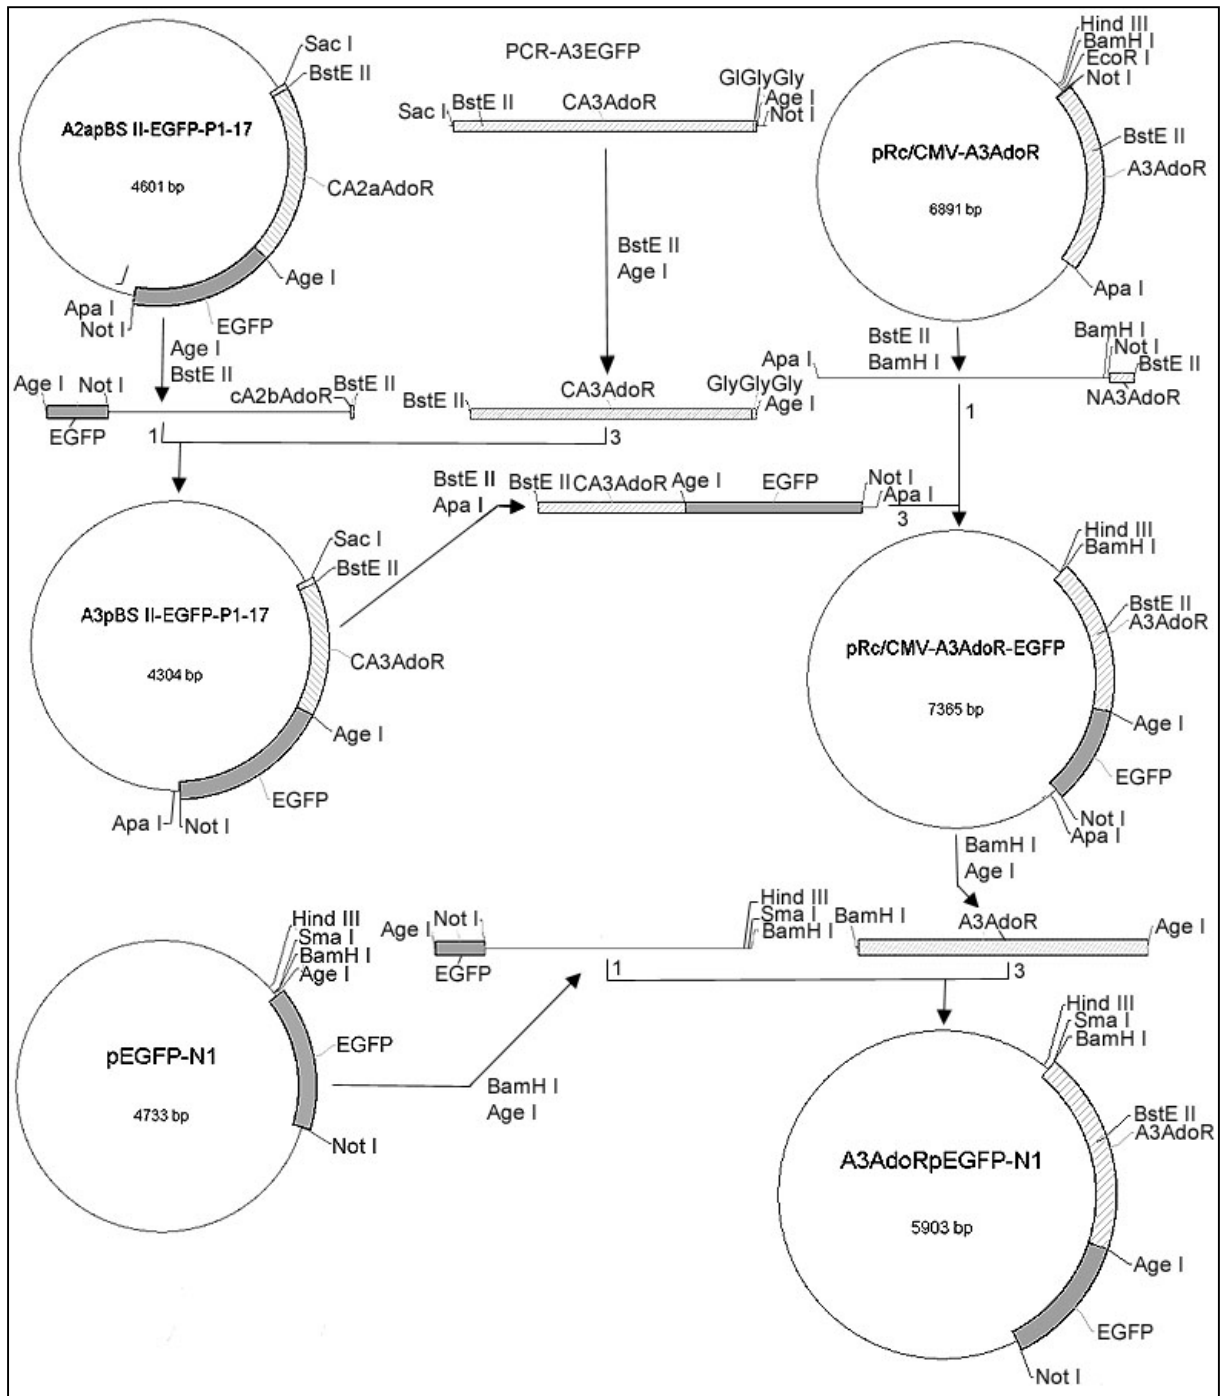 Sac I
BstE II
A2apBS II-EGFP-P1-17
4601 bp
CA2aAdoR
Age I
Apa I
Not I
EGFP
PCR-A3EGFP
GlGlyGly
Sac I
BstE II
CA3AdoR
Age I
Not I
Hind III
BamH I
EcoR I
Not I
pRc/CMV-A3AdoR
6891 bp
BstE II
A3AdoR
Apa I
Age I
BstE II
BstE II
Age I
BstE II
BamH I
Age I
Not I
cA2bAdoR
BstE II
EGFP
1
BstE II
CA3AdoR
GlyGlyGly
Age I
3
Apa I
BamH I
Not I
BstE II
NA3AdoR
1
BstE II
Apa I
BstE II
CA3AdoR
Age I
EGFP
Not I
Apa I
3
Sac I
BstE II
A3pBS II-EGFP-P1-17
4304 bp
CA3AdoR
Age I
EGFP
Apa I
Not I
Hind III
BamH I
BstE II
A3AdoR
pRc/CMV-A3AdoR-EGFP
7365 bp
Age I
EGFP
Not I
Apa I
BamH I
Age I
Hind III
Sma I
BamH I
Age I
pEGFP-N1
4733 bp
EGFP
Not I
BamH I
Age I
Age I
Not I
EGFP
Hind III
Sma I
BamH I
1
BamH I
A3AdoR
Age I
3
Hind III
Sma I
BamH I
BstE II
A3AdoR
A3AdoRpEGFP-N1
5903 bp
Age I
EGFP
Not I